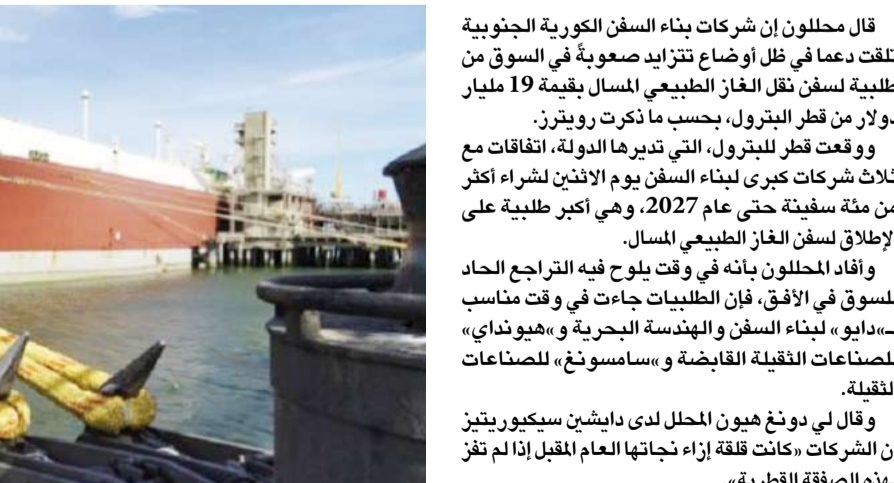 قال محللون إن شركات بناء السفن الكورية الجنوبية
تلقت دعما في ظل أوضاع تتزايد صعوبةً في السوق من
طلبية لسفن نقل الغاز الطبيعي المسال بقيمة 19 مليار
دولار من قطر البترول، بحسب ما ذكرت رويترز.
ووقعت قطر للبترول، التي تديرها الدولة، اتفاقات مع
ثلاث شركات كبرى لبناء السفن يوم الاثنين لشراء أكثر
من مئة سفينة حتى عام 2027، وهي أكبر طلبية على
الإطلاق لسفن الغاز الطبيعي المسال.
وأفاد المحللون بأنه في وقت يلوح فيه التراجع الحاد
للسوق في الأفق، فإن الطلبيات جاءت في وقت مناسب
لـ»دايو» لبناء السفن والهندسة البحرية و»هيونداي»
للصناعات الثقيلة القابضة و»سامسونغ» للصناعات
الثقيلة.
وقال لي دونغ هيون المحلل لدى دايشين سيكيوريتيز
إن الشركات «كانت قلقة إزاء نجاتها العام المقبل إذا لم تفز
بهذه الصفقة القطرية».